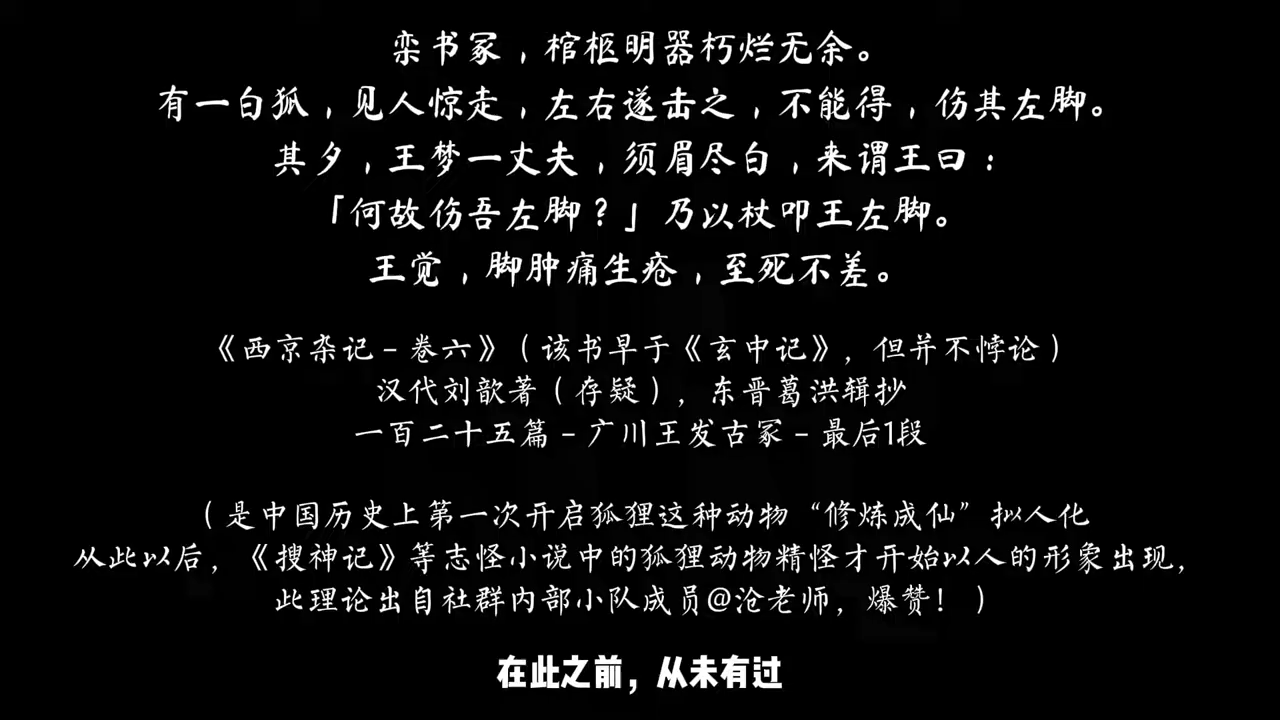 栾书冢，棺柩明器朽烂无余。
有一白狐，见人惊走，左右遂击之，不能得，伤其左脚。
其夕，王梦一丈夫，须眉尽白，来谓王曰：
「何故伤吾左脚？」乃以杖叩王左脚。
王觉，脚肿痛生疮，至死不差。
《西京杂记-卷六》（该书早于《玄中记》，但并不悖论）
汉代刘歆著（存疑），东晋葛洪辑抄
一百二十五篇-广川王发古冢-最后1段
（是中国历史上第一次开启狐狸这种动物“修炼成仙”拟人化
从此以后，《搜神记》等志怪小说中的狐狸动物精怪才开始以人的形象出现，
此理论出自社群内部小队成员@沧老师，爆赞！）
在此之前，从未有过